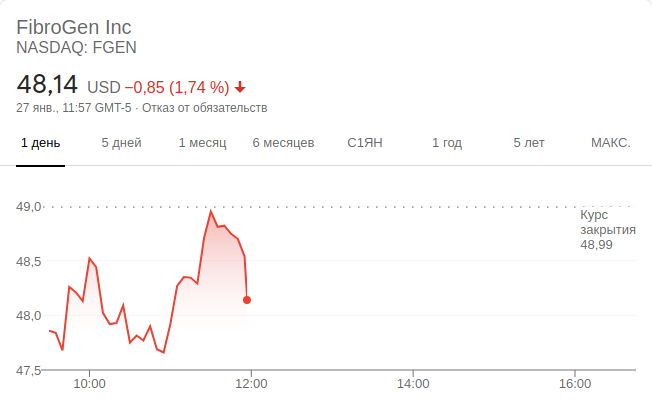 FibroGen Inc
NASDAQ: FGEN
48,14 USD −0,85 (1,74 %)
27 янв., 11:57 GMT-5 · Отказ от обязательств
1 день 5 дней 1 месяц 6 месяцев С1ЯН 1 год 5 лет МАКС.
49,0
Курс
закрытия
48,99
48,5
48,0
47,5
10:00 12:00 14:00 16:00